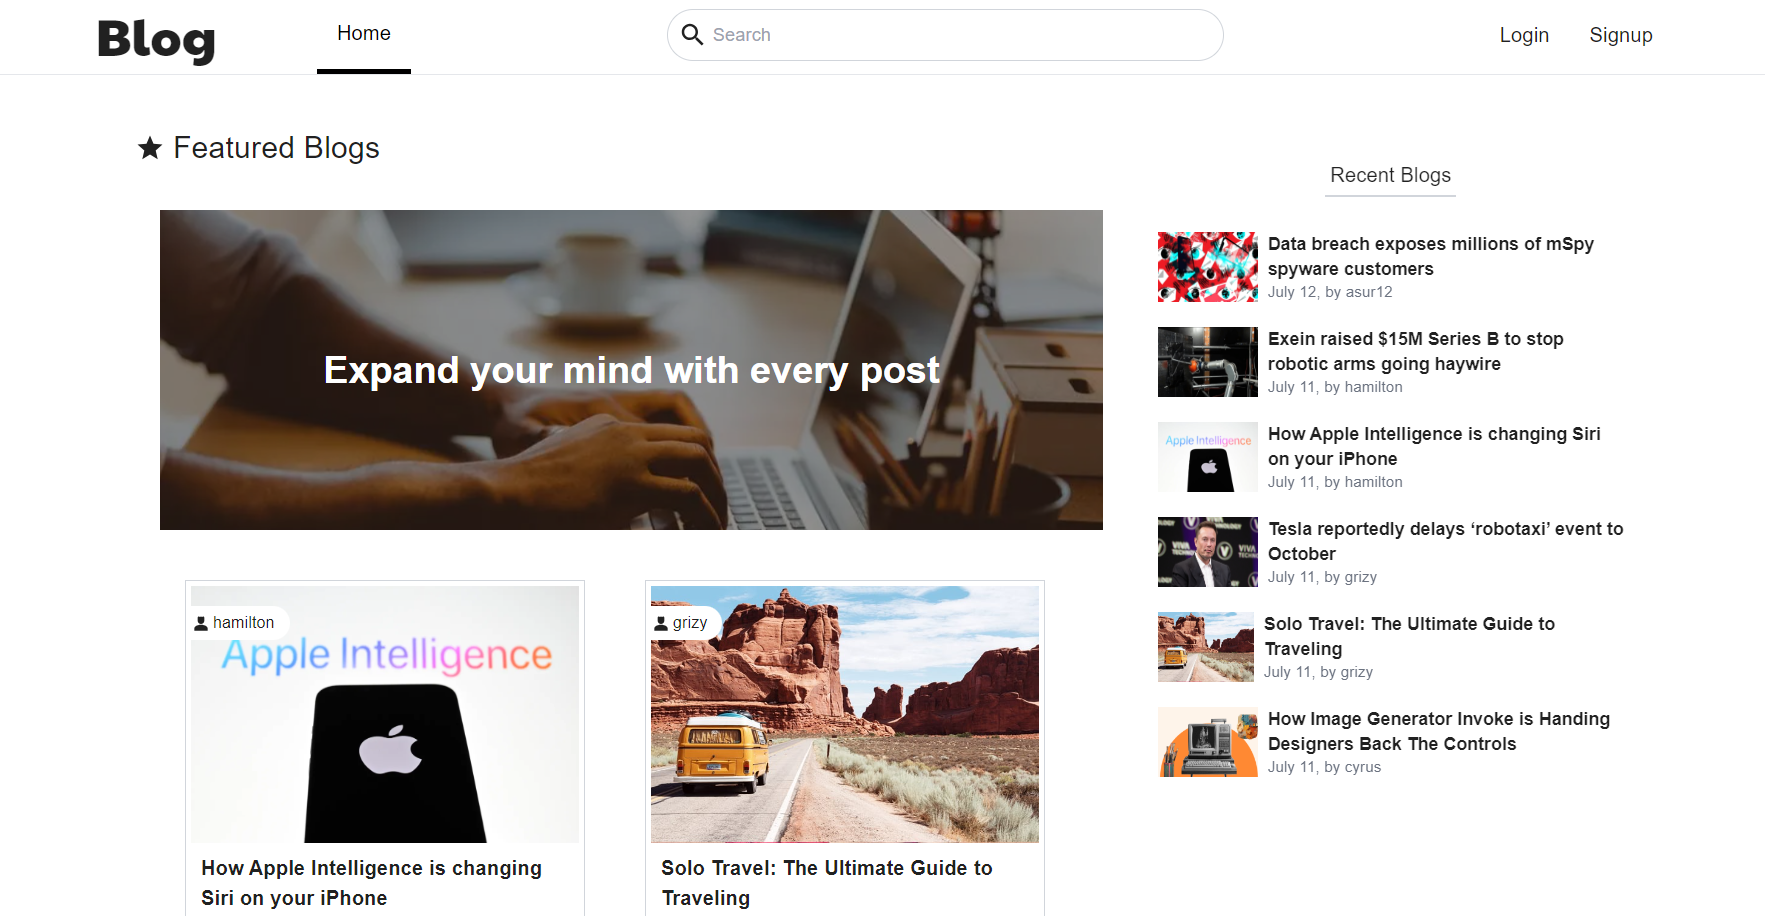 Blog
Home
Search
Login
Signup
Featured Blogs
Expand your mind with every post
hamilton
Apple Intelligence
How Apple Intelligence is changing
Siri on your iPhone
grizy
Solo Travel: The Ultimate Guide to
Traveling
Recent Blogs
Data breach exposes millions of mSpy
spyware customers
July 12, by asur12
Exein raised $15M Series B to stop
robotic arms going haywire
July 11, by hamilton
Apple Intelligence
How Apple Intelligence is changing Siri
on your iPhone
July 11, by hamilton
Tesla reportedly delays ‘robotaxi’ event to
October
July 11, by grizy
Solo Travel: The Ultimate Guide to
Traveling
July 11, by grizy
How Image Generator Invoke is Handing
Designers Back The Controls
July 11, by cyrus